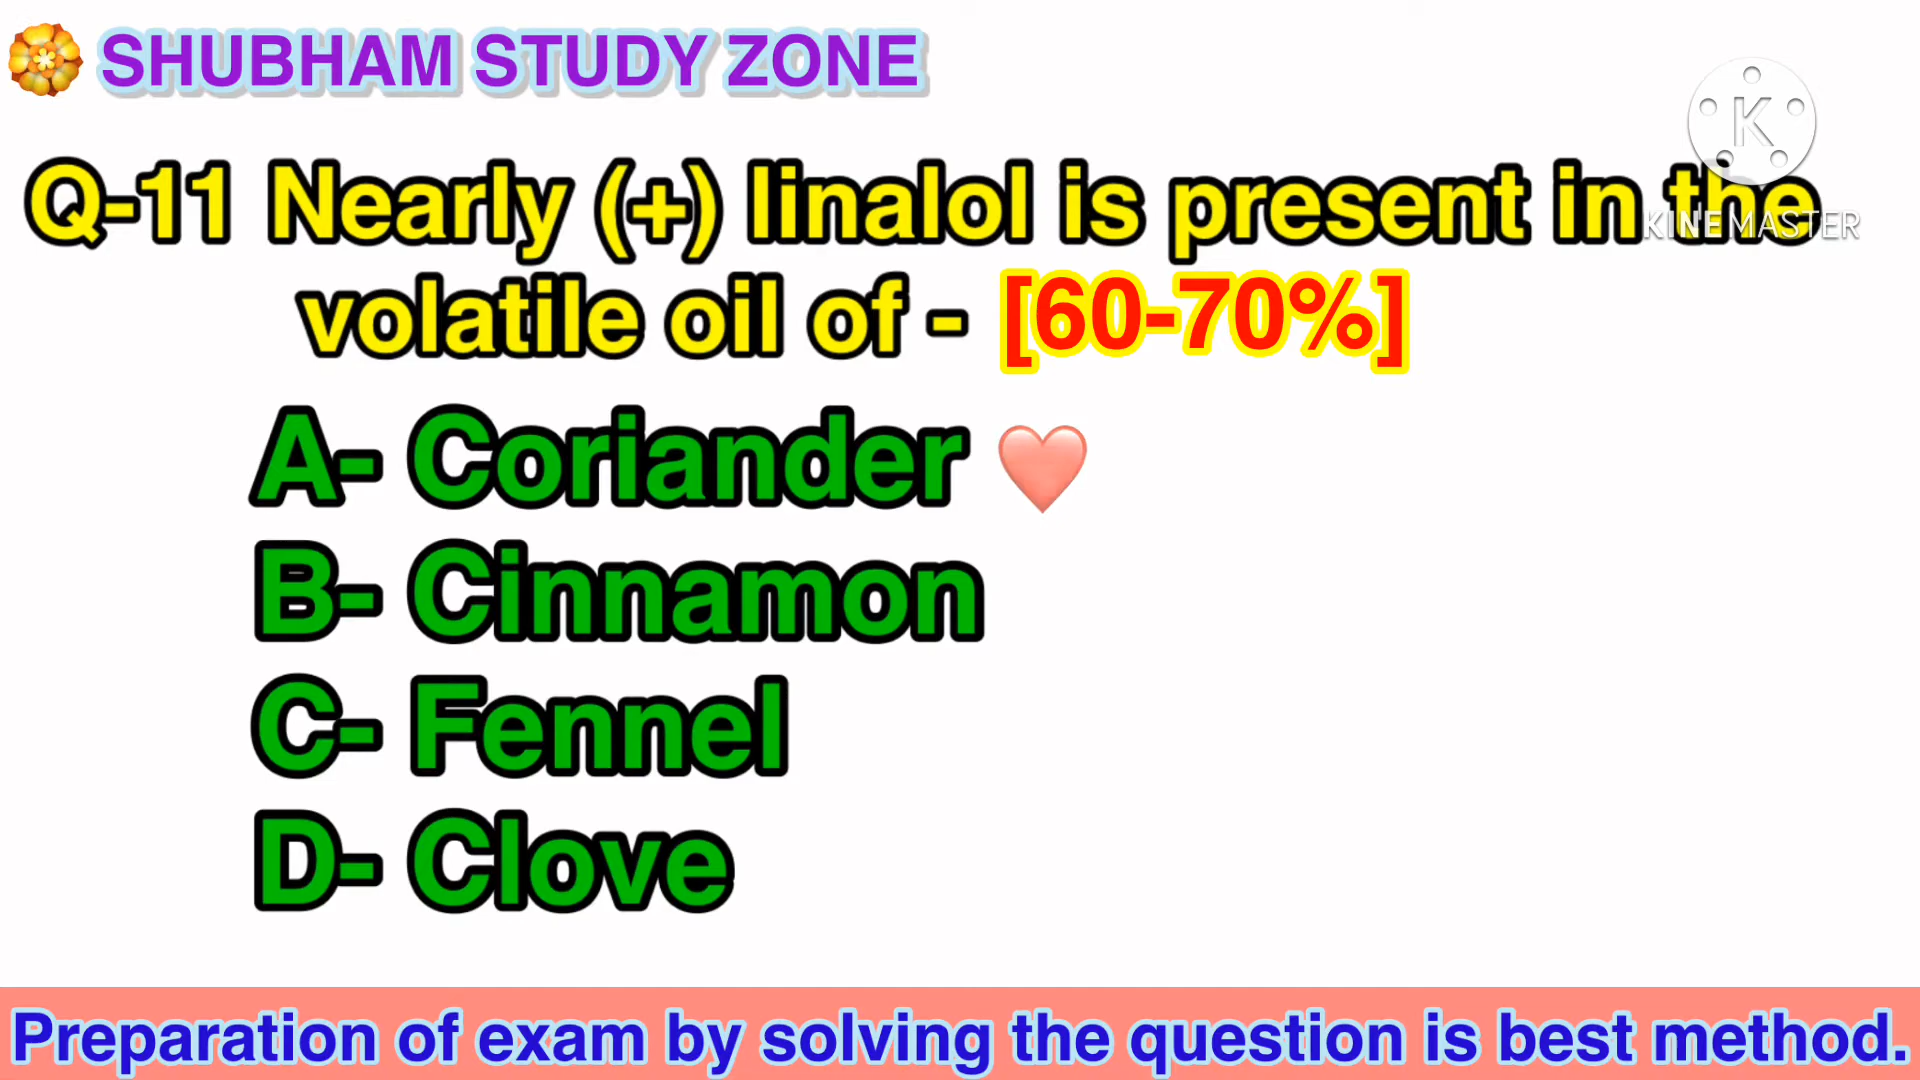 SHUBHAM STUDY ZONE
Q-11 Nearly (+) linalol is present in the
KINEMASTER
volatile oil of - [60-70%]
A- Coriander
B- Cinnamon
C- Fennel
D- Clove
Preparation of exam by solving the question is best method.